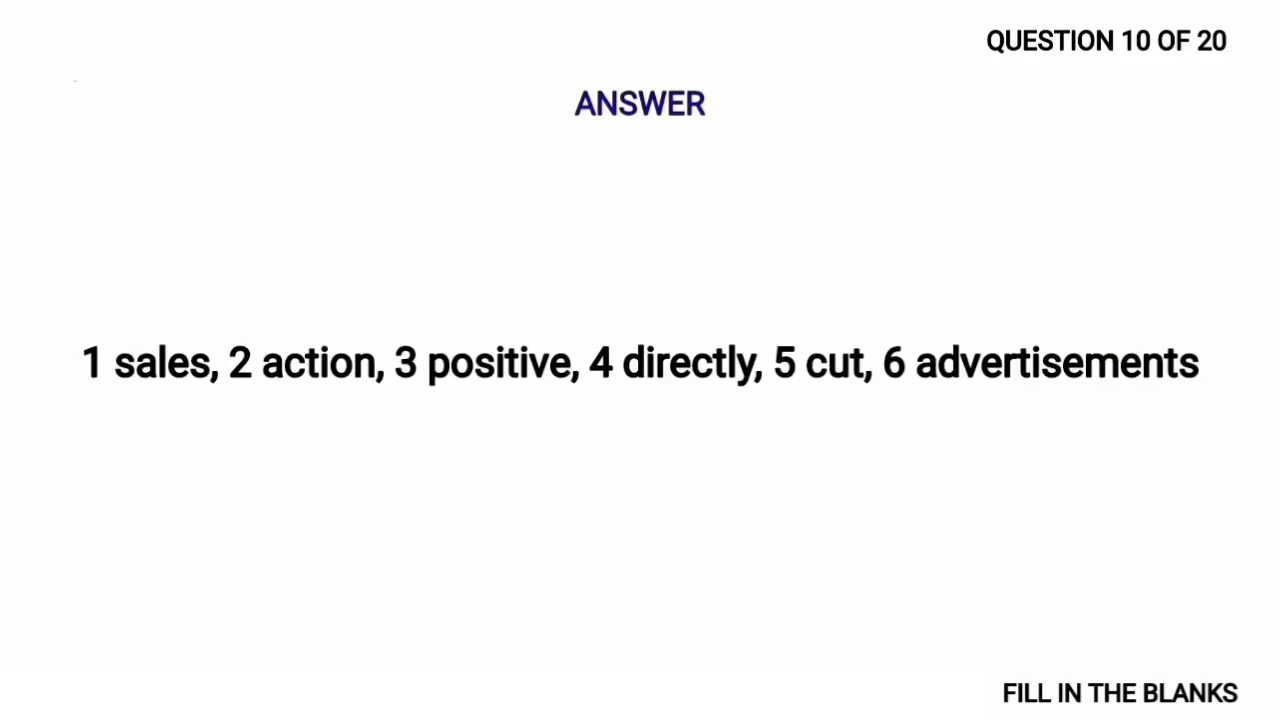 QUESTION 10 OF 20
ANSWER
1 sales, 2 action, 3 positive, 4 directly, 5 cut, 6 advertisements
FILL IN THE BLANKS